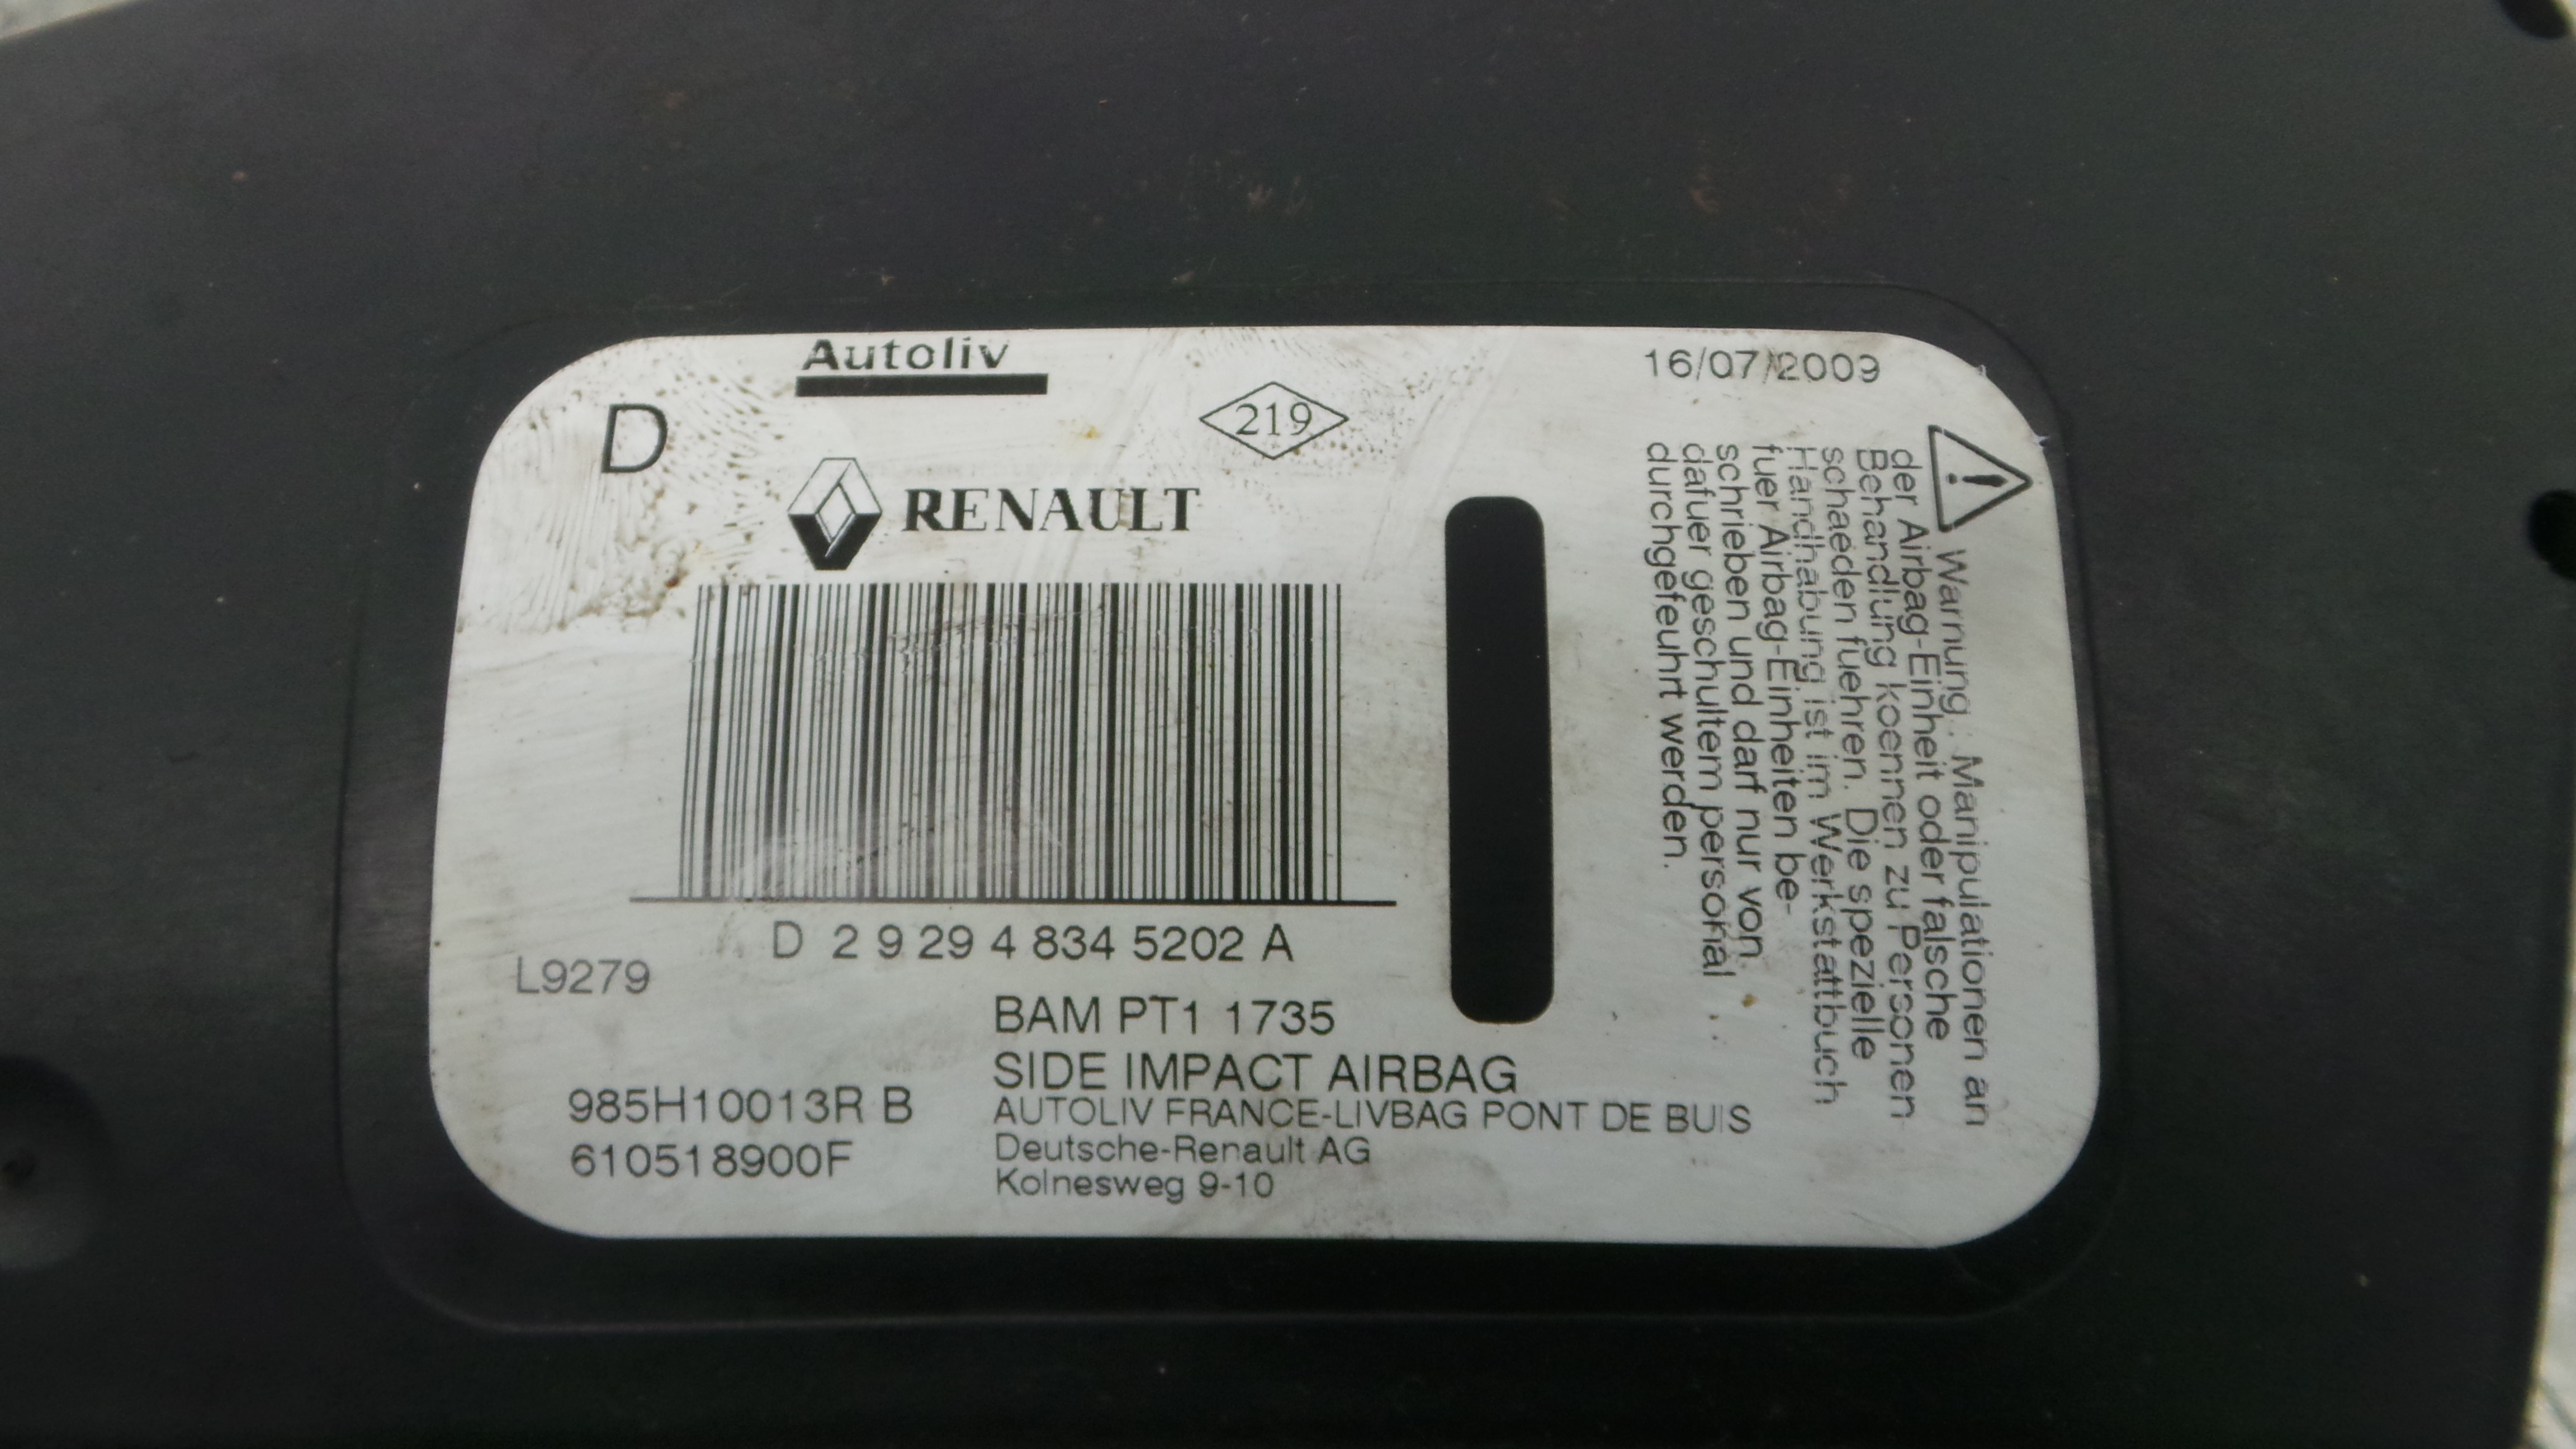 Autoliv
16/07/2009
D
219
RENAULT
D 2 9 29 4 834 5202 A
L9279
BAM PT1 1735
SIDE IMPACT AIRBAG
985H10013R B
AUTOLIV FRANCE-LIVBAG PONT DE BUIS
610518900F
Deutsche-Renault AG
Kolnesweg 9-10
Warnung: Manipulationen an
der Airbag-Einheit oder falsche
Behandlung koennen zu Personen
schaeden fuehren. Die spezielle
Handhabung ist im Werkstattbuch
fuer Airbag-Einheiten be-
schrieben und darf nur von
dafuer geschultem personal
durchgefeuhrt werden.